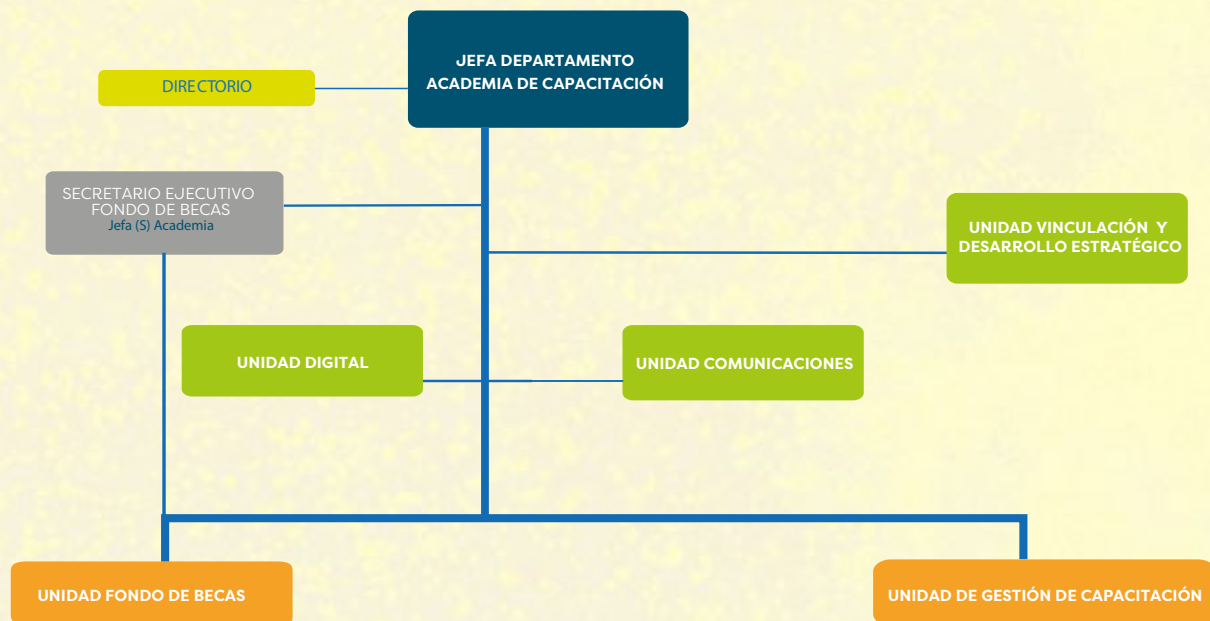 JEFA DEPARTAMENTO
ACADEMIA DE CAPACITACIÓN
DIRECTORIO
SECRETARIO EJECUTIVO
FONDO DE BECAS
Jefa (S) Academia
UNIDAD VINCULACIÓN Y
DESARROLLO ESTRATÉGICO
UNIDAD DIGITAL
UNIDAD COMUNICACIONES
UNIDAD FONDO DE BECAS
UNIDAD DE GESTIÓN DE CAPACITACIÓN